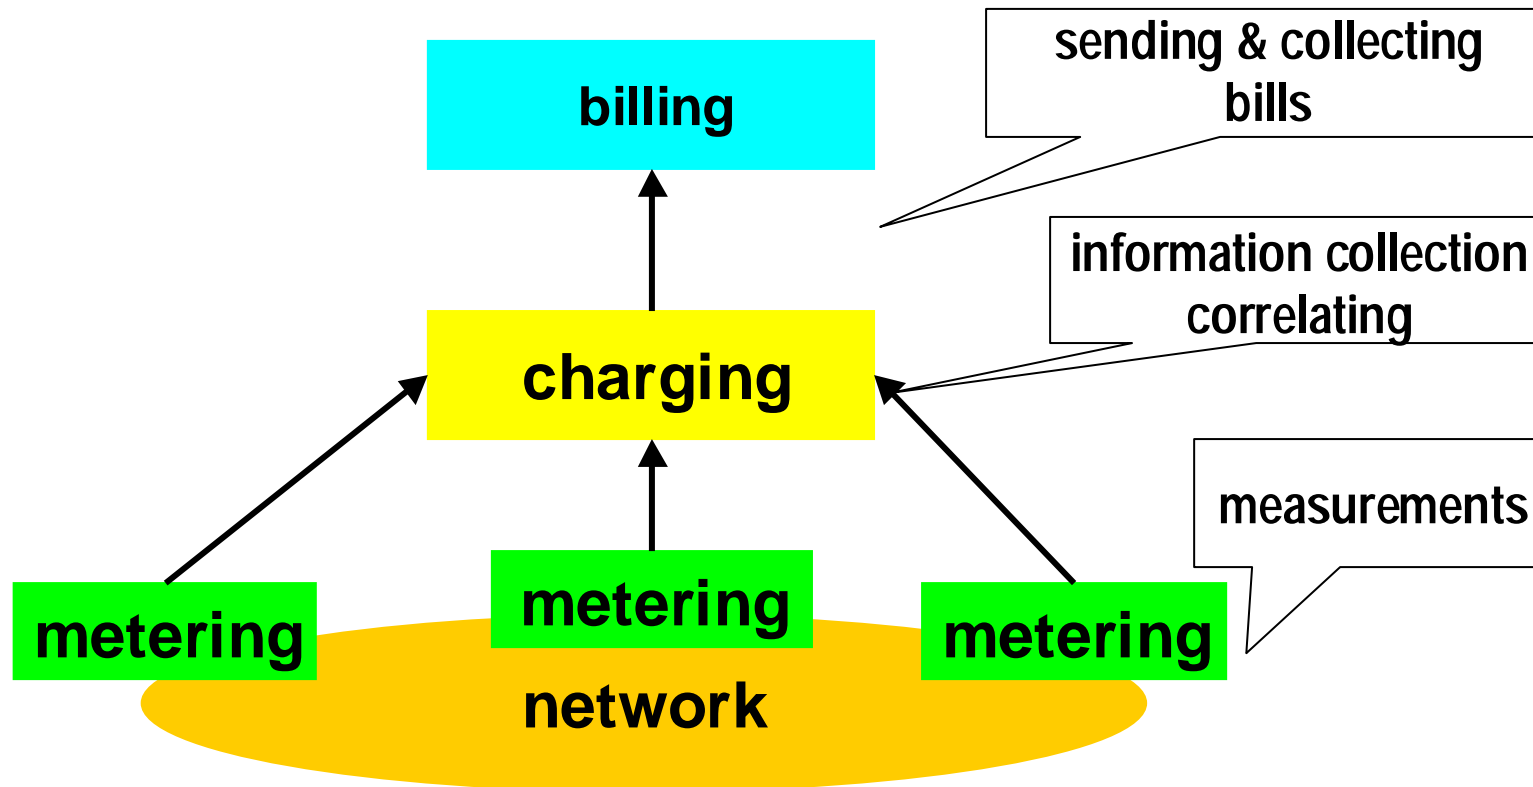 sending & collecting
bills
billing
information collection
correlating
charging
measurements
metering
metering
metering
network